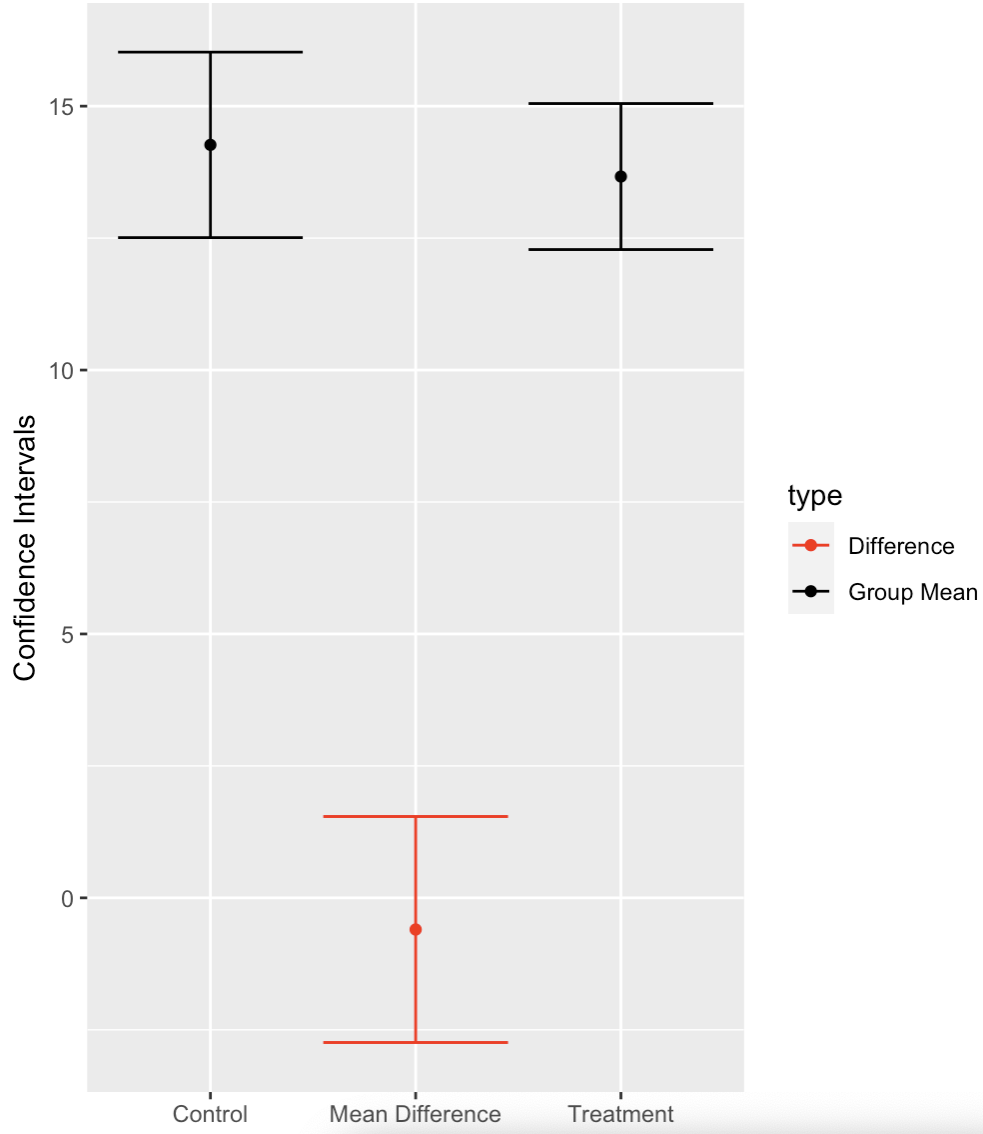 Confidence Intervals
15
10
5
0
Control
Mean Difference
Treatment
type
Difference
Group Mean